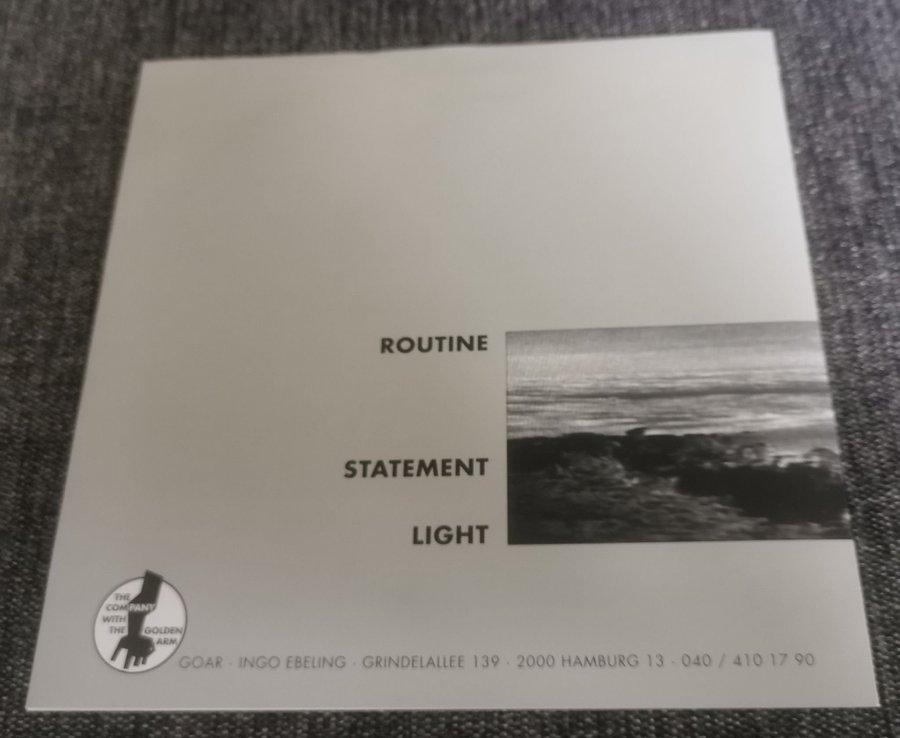 ROUTINE
STATEMENT
LIGHT
THE
COMPANY
WITH
THE GOLDEN
ARM
GOAR · INGO EBELING · GRINDELALLEE 139 · 2000 HAMBURG 13 · 040 / 410 17 90